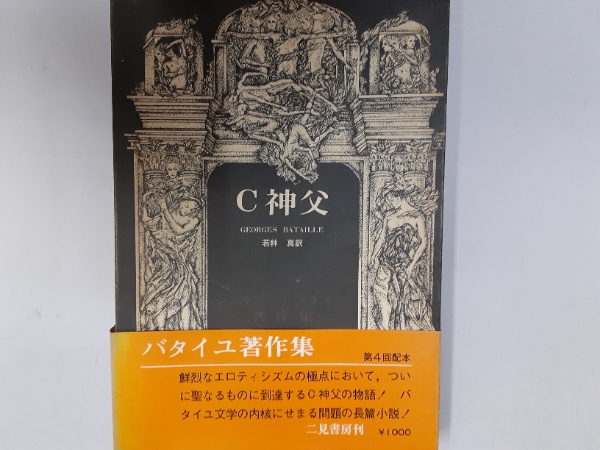 C神父
GEORGES BATAILLE
若林 真訳
バタイユ著作集
第4回配本
鮮烈なエロティシズムの極点において，つい
に聖なるものに到達するC神父の物語！ バ
タイユ文学の内核にせまる問題の長篇小説！
二見書房刊 ¥1000